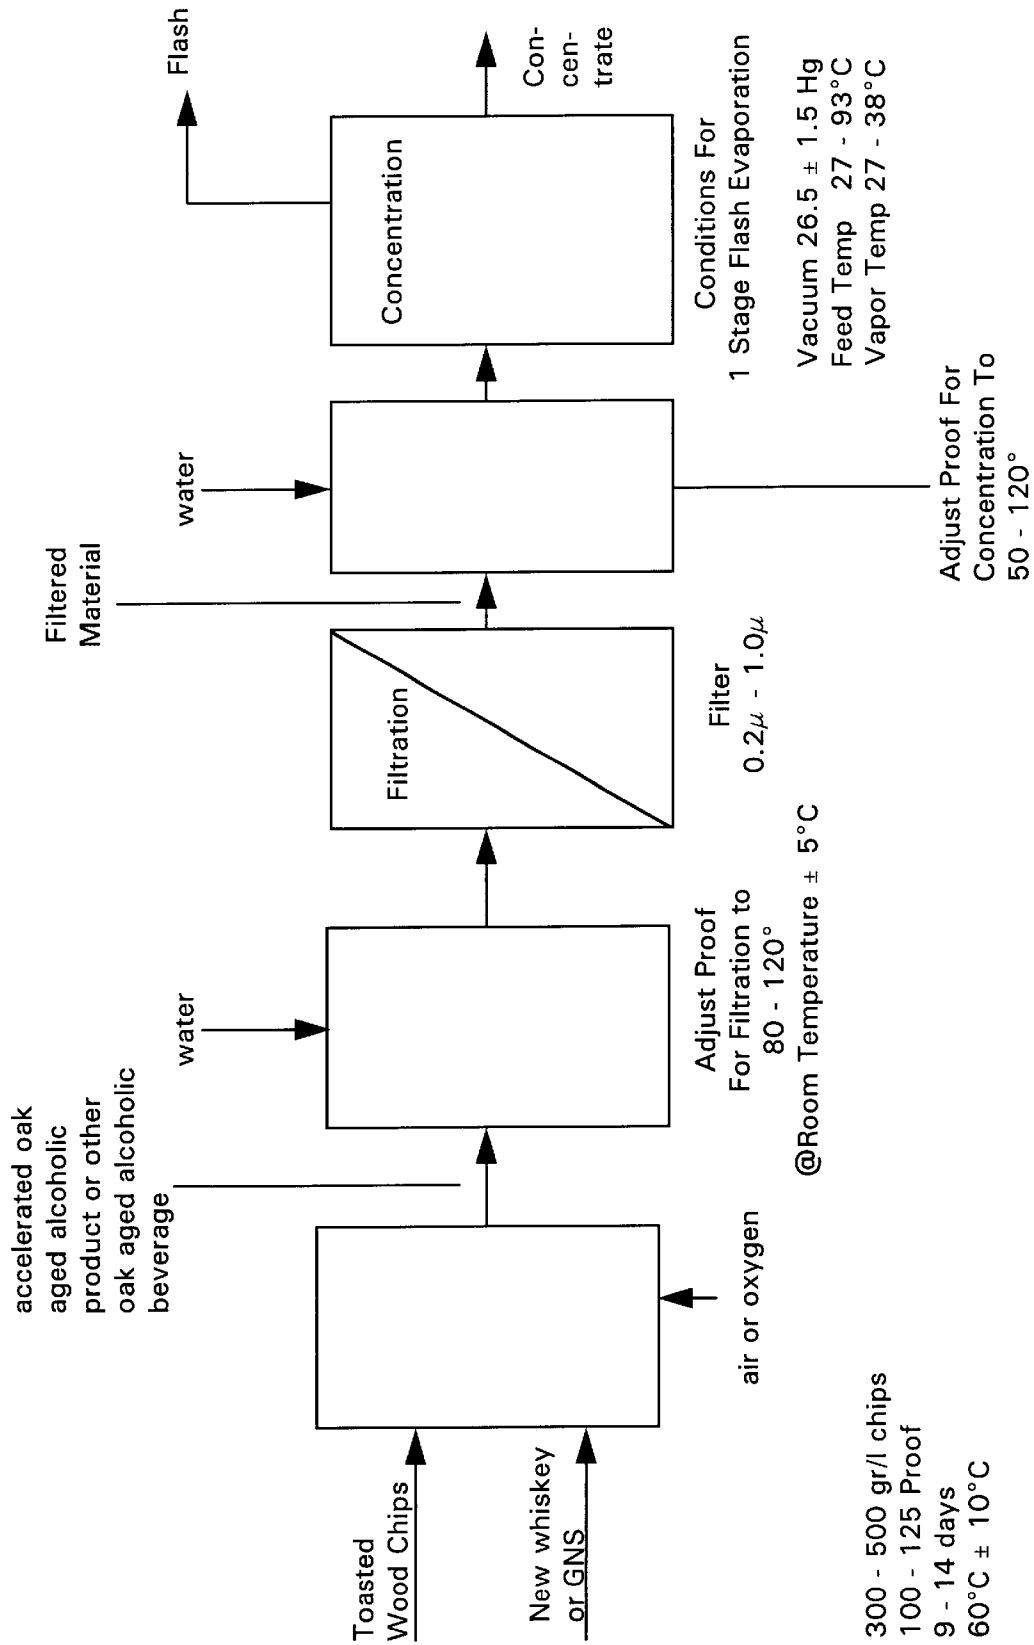 accelerated oak
aged alcoholic
product or other
oak aged alcoholic
beverage
Toasted
Wood Chips
New whiskey
or GNS
air or oxygen
300 - 500 gr/l chips
100 - 125 Proof
9 - 14 days
60°C ± 10°C
water
Adjust Proof
For Filtration to
80 - 120°
@Room Temperature ± 5°C
Filtration
Filter
0.2μ - 1.0μ
Filtered
Material
water
Adjust Proof For
Concentration To
50 - 120°
Concentration
Flash
Con-
cen-
trate
Conditions For
1 Stage Flash Evaporation
Vacuum 26.5 ± 1.5 Hg
Feed Temp 27 - 93°C
Vapor Temp 27 - 38°C